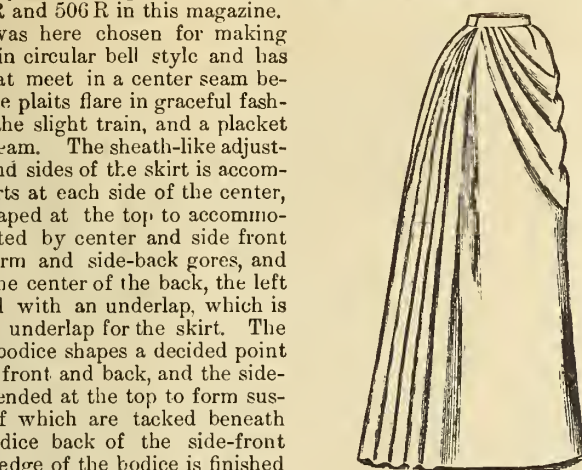 R and 506 R in this magazine.
was here chosen for making
in circular bell style and has
at meet in a center seam be-
e plaits flare in graceful fash-
he slight train, and a placket
eam. The sheath-like adjust-
nd sides of the skirt is accom-
rts at each side of the center,
aped at the top to accommo-
ted by center and side front
rm and side-back gores, and
he center of the back, the left
l with an underlap, which is
underlap for the skirt. The
bodice shapes a decided point
front and back, and the side-
ended at the top to form sus-
f which are tacked beneath
dice back of the side-front
edge of the bodice is finished